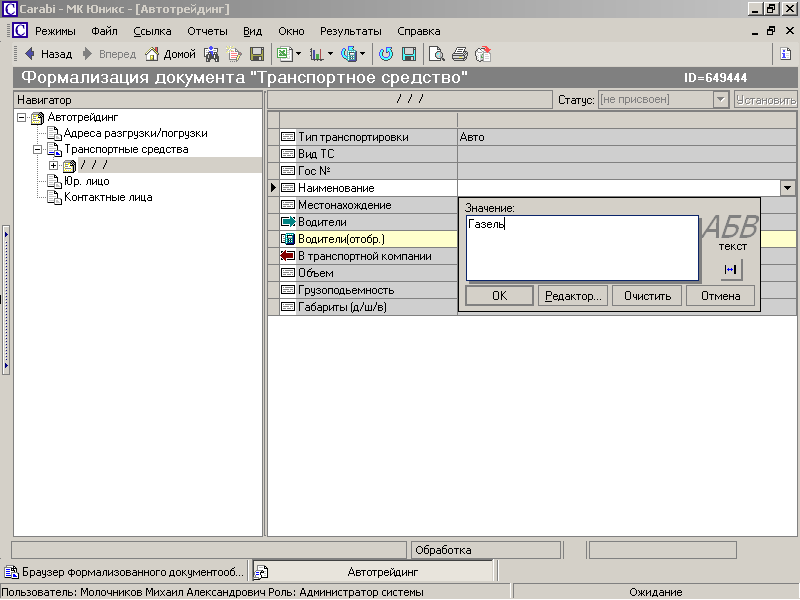 Carabi - МК Юникс - [Автотрейдинг]
Режимы Файл Ссылка Отчеты Вид Окно Результаты Справка
Назад Вперед Домой
Формализация документа "Транспортное средство" ID=649444
Навигатор
/ / /
Статус: [не присвоен] Установить
Автотрейдинг
Адреса разгрузки/погрузки
Транспортные средства
/ / /
Юр. лицо
Контактные лица
Тип транспортировки Авто
Вид ТС
Гос №
Наименование
Местонахождение
Водители
Водители(отобр.)
В транспортной компании
Объем
Грузоподьемность
Габариты (д/ш/в)
Значение:
Газель
АБВ
текст
ОК Редактор... Очистить Отмена
Обработка
Браузер формализованного документооб... Автотрейдинг
Пользователь: Молочников Михаил Александрович Роль: Администратор системы Ожидание